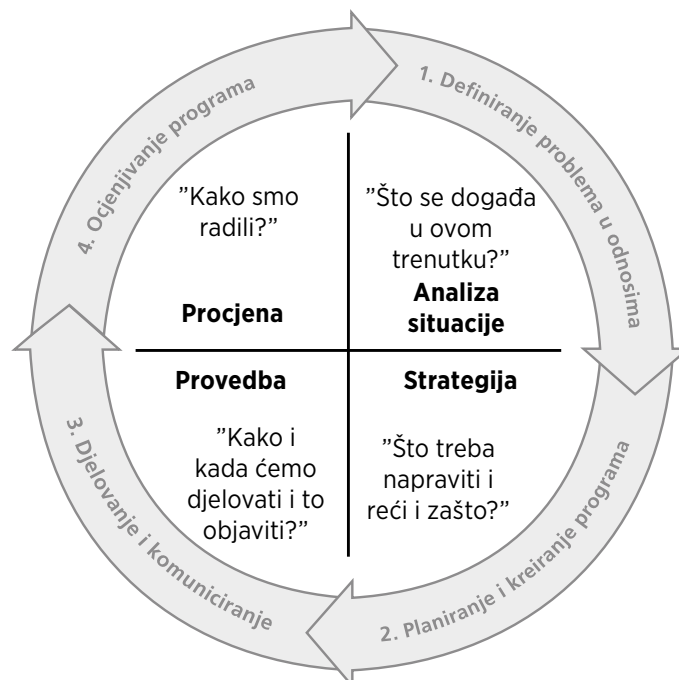 1. Definiranje problema u odnosima
”Što se događa
u ovom
trenutku?”
Analiza
situacije
2. Planiranje i kreiranje programa
Strategija
”Što treba
napraviti i
reći i zašto?”
3. Djelovanje i komuniciranje
Provedba
”Kako i
kada ćemo
djelovati i to
objaviti?”
4. Ocjenjivanje programa
”Kako smo
radili?”
Procjena